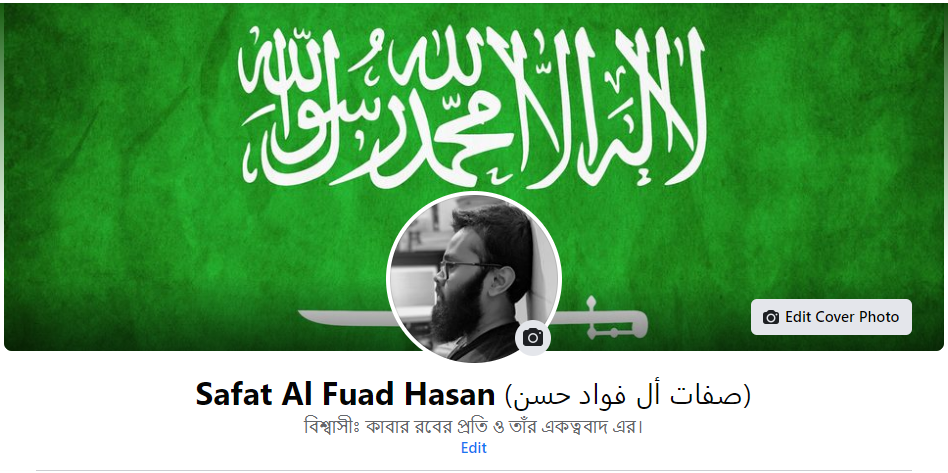 لا إله إلا الله محمد رسول الله
Edit Cover Photo
Safat Al Fuad Hasan (صفات أل فواد حسن)
বিশ্বাসীঃ কাবার রবের প্রতি ও তাঁর একত্ববাদ এর।
Edit